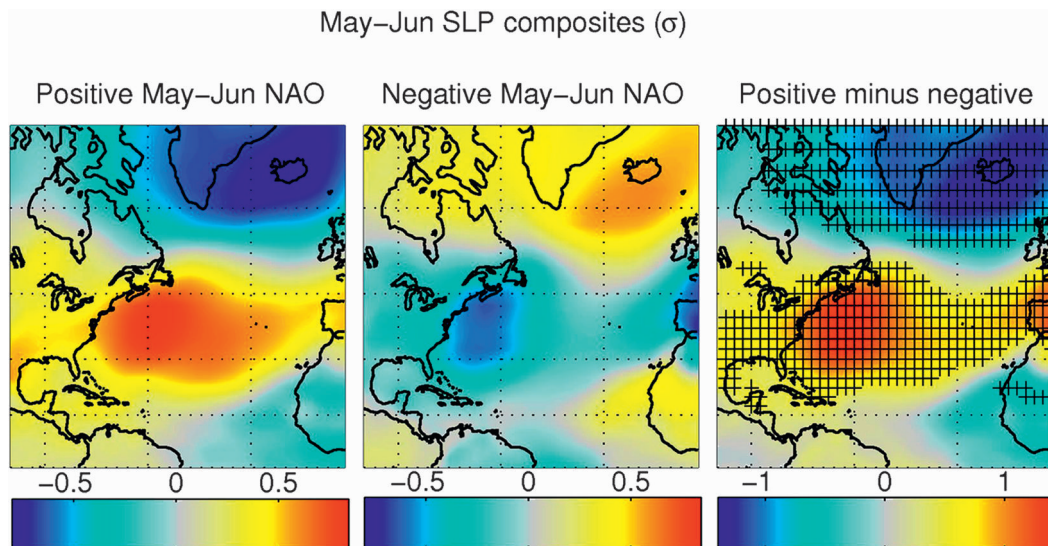 May–Jun SLP composites (σ)
Positive May–Jun NAO
Negative May–Jun NAO
Positive minus negative
−0.5 0 0.5
−0.5 0 0.5
−1 0 1